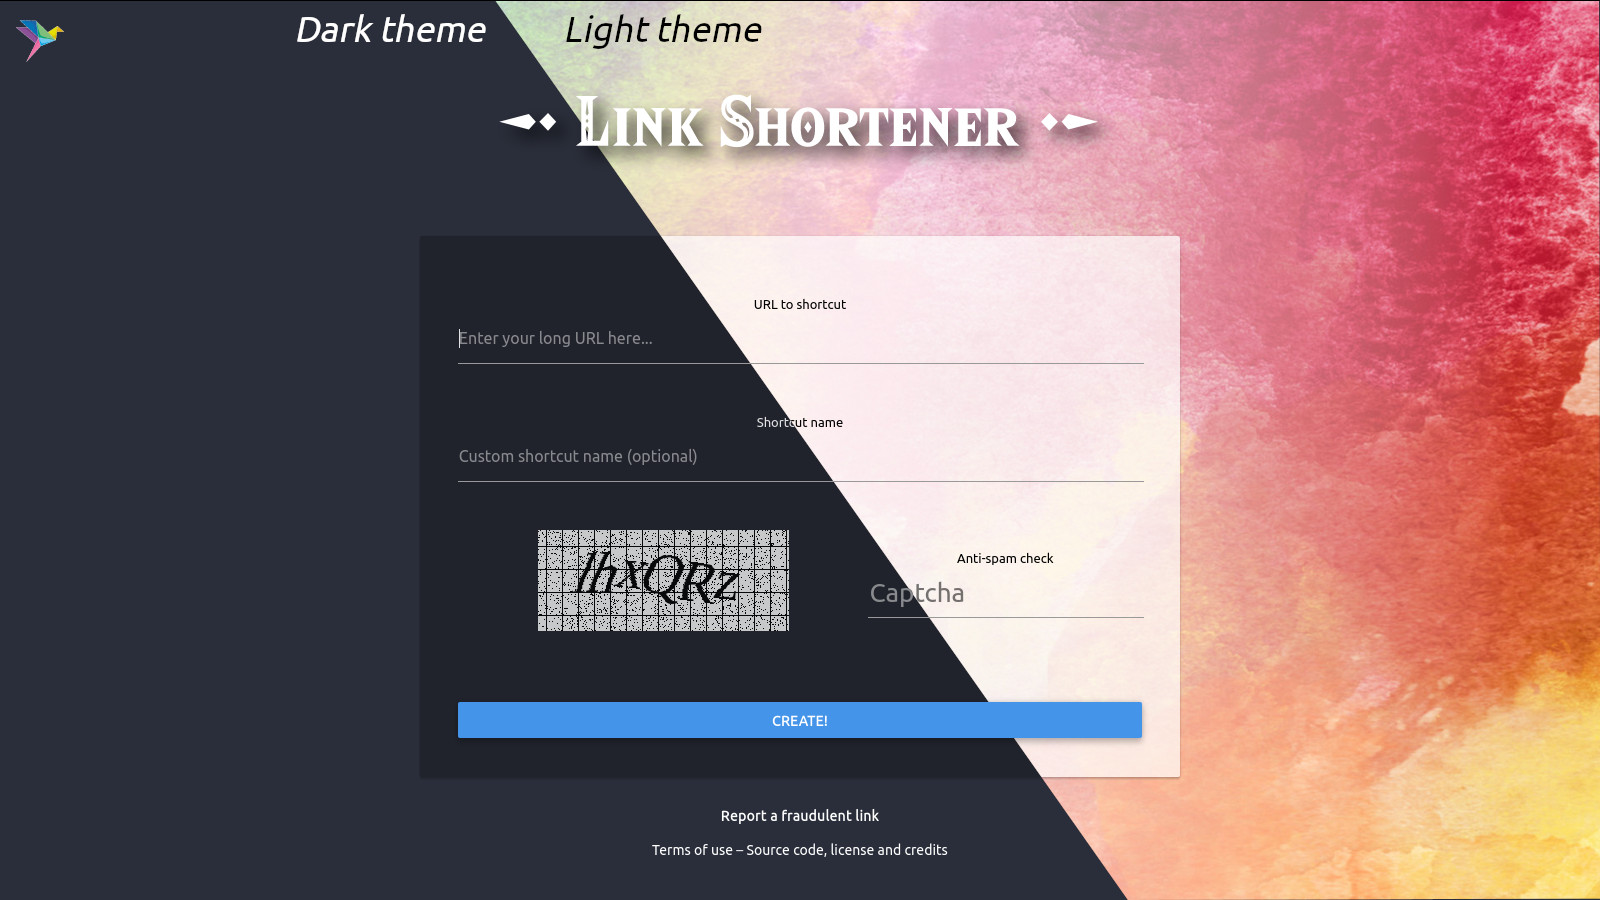 Dark theme
Light theme
Link Shortener
URL to shortcut
Enter your long URL here...
Shortcut name
Custom shortcut name (optional)
lhxQRz
Anti-spam check
Captcha
CREATE!
Report a fraudulent link
Terms of use – Source code, license and credits